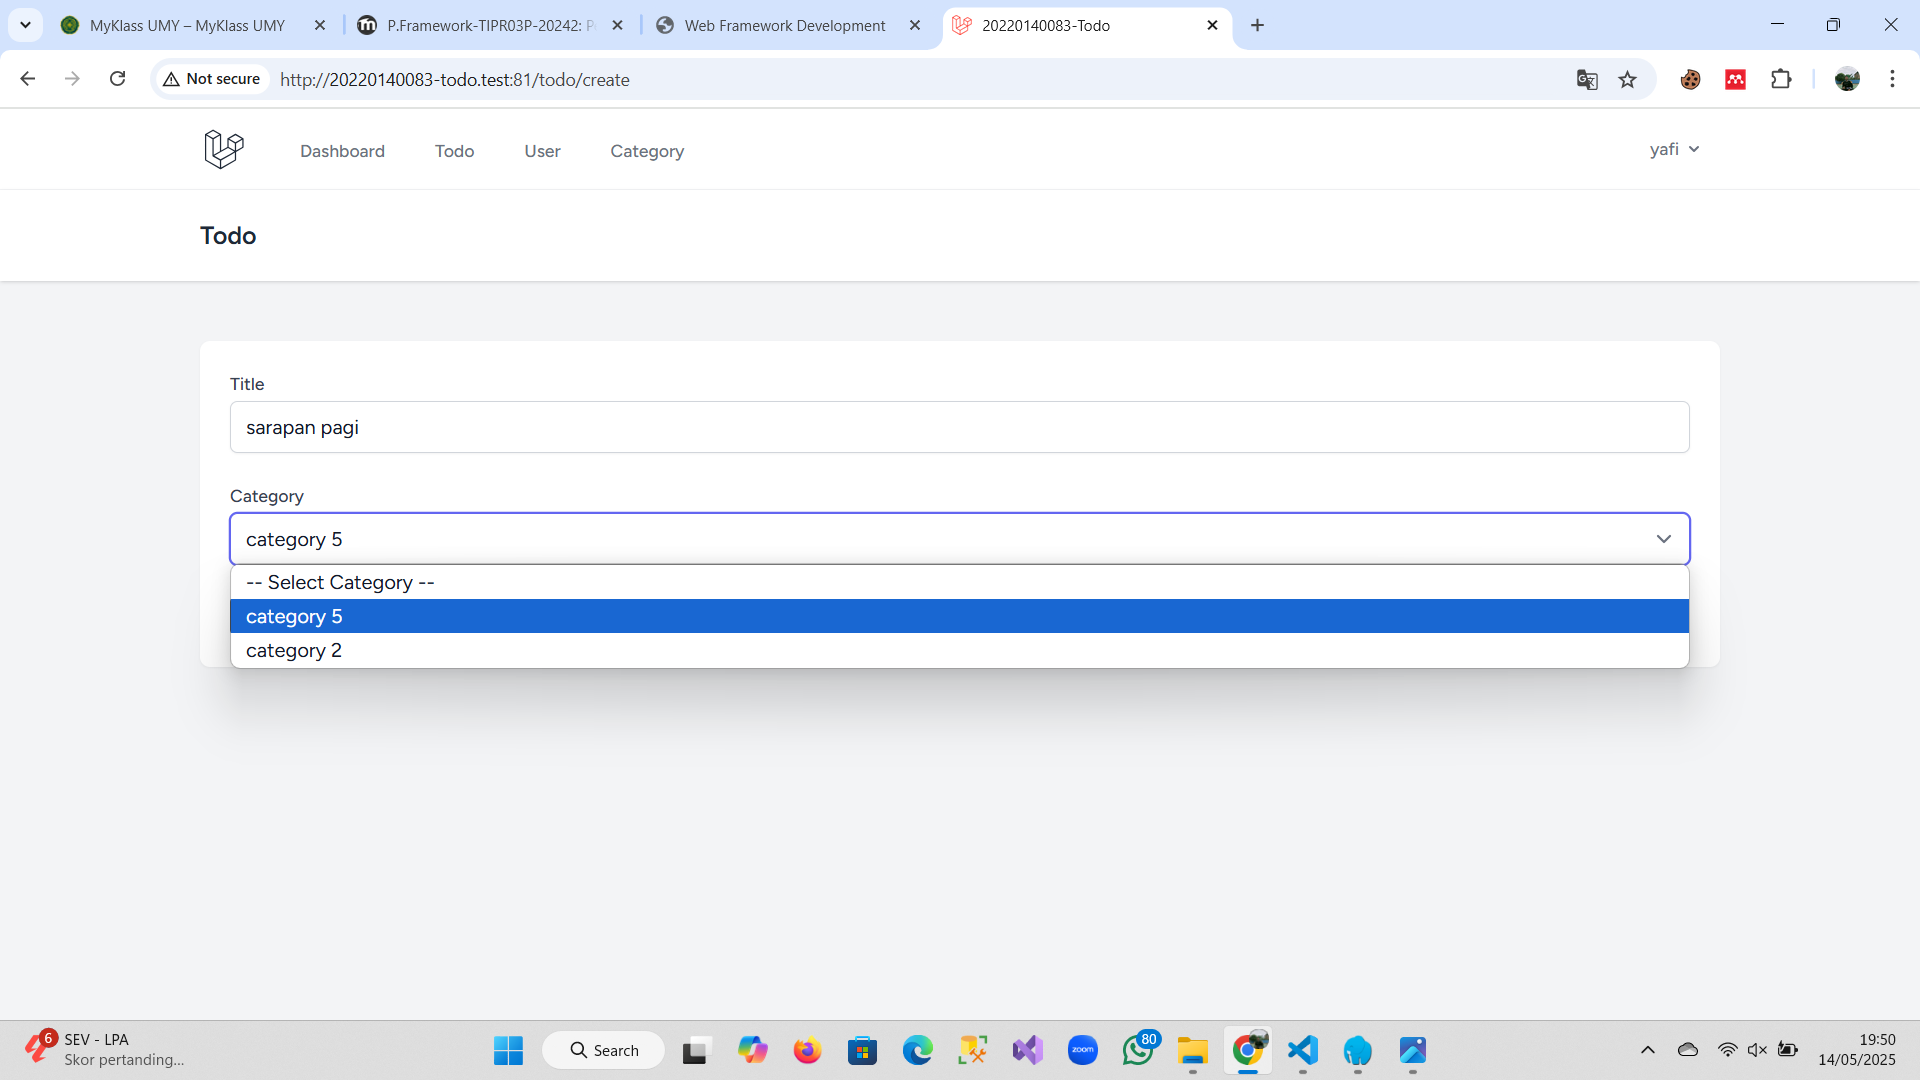 MyKlass UMY – MyKlass UMY
P.Framework-TIPR03P-20242: P
Web Framework Development
20220140083-Todo
Not secure
http://20220140083-todo.test:81/todo/create
Dashboard
Todo
User
Category
yafi
Todo
Title
sarapan pagi
Category
category 5
-- Select Category --
category 5
category 2
6
SEV - LPA
Skor pertanding...
Search
zoom
80
19:50
14/05/2025